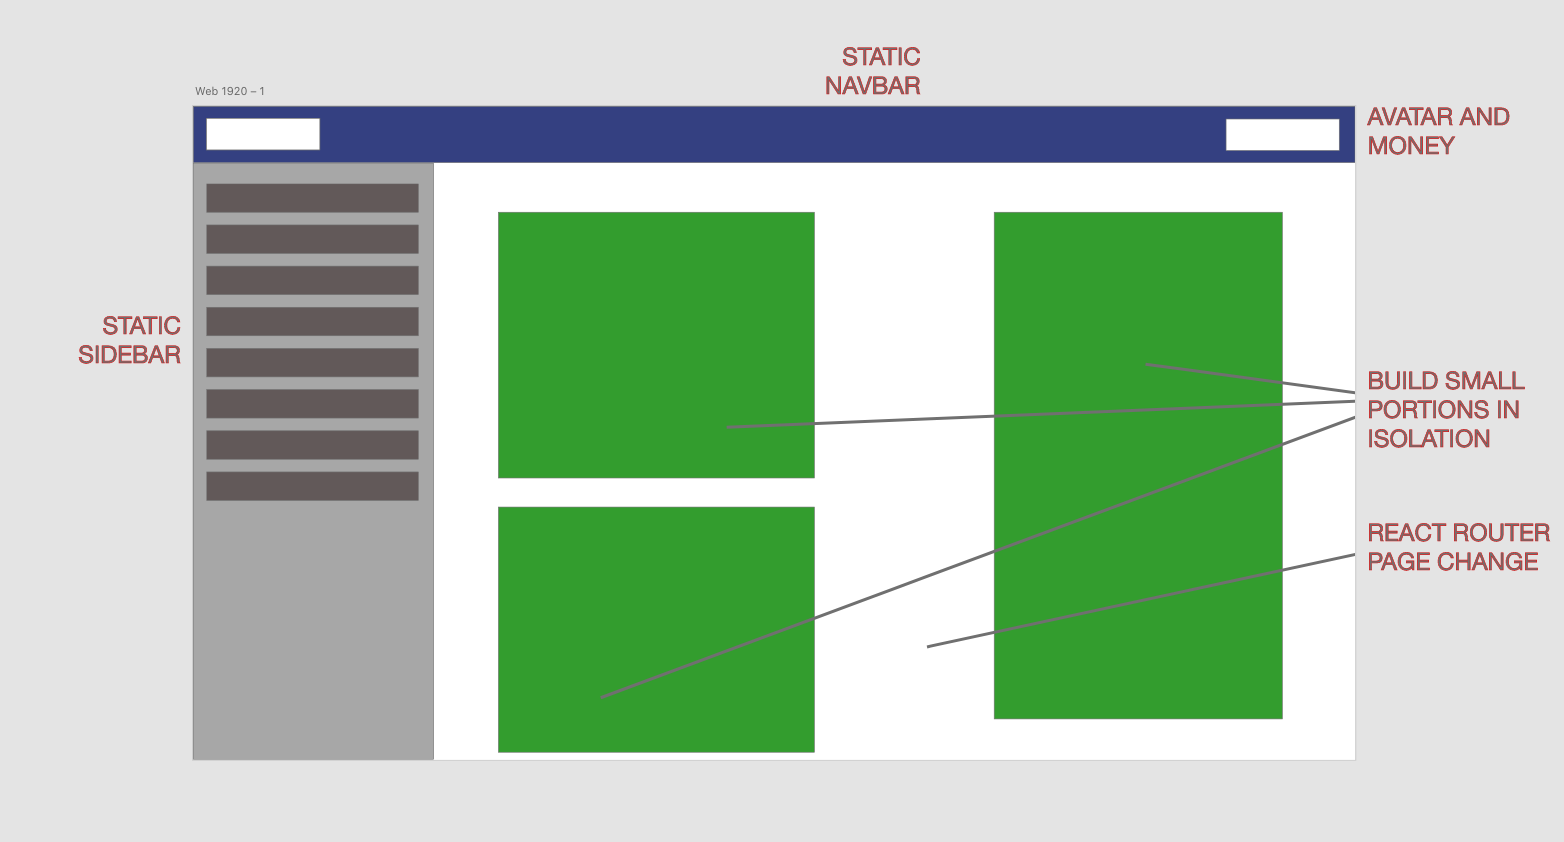 STATIC
NAVBAR
Web 1920 – 1
AVATAR AND
MONEY
STATIC
SIDEBAR
BUILD SMALL
PORTIONS IN
ISOLATION
REACT ROUTER
PAGE CHANGE